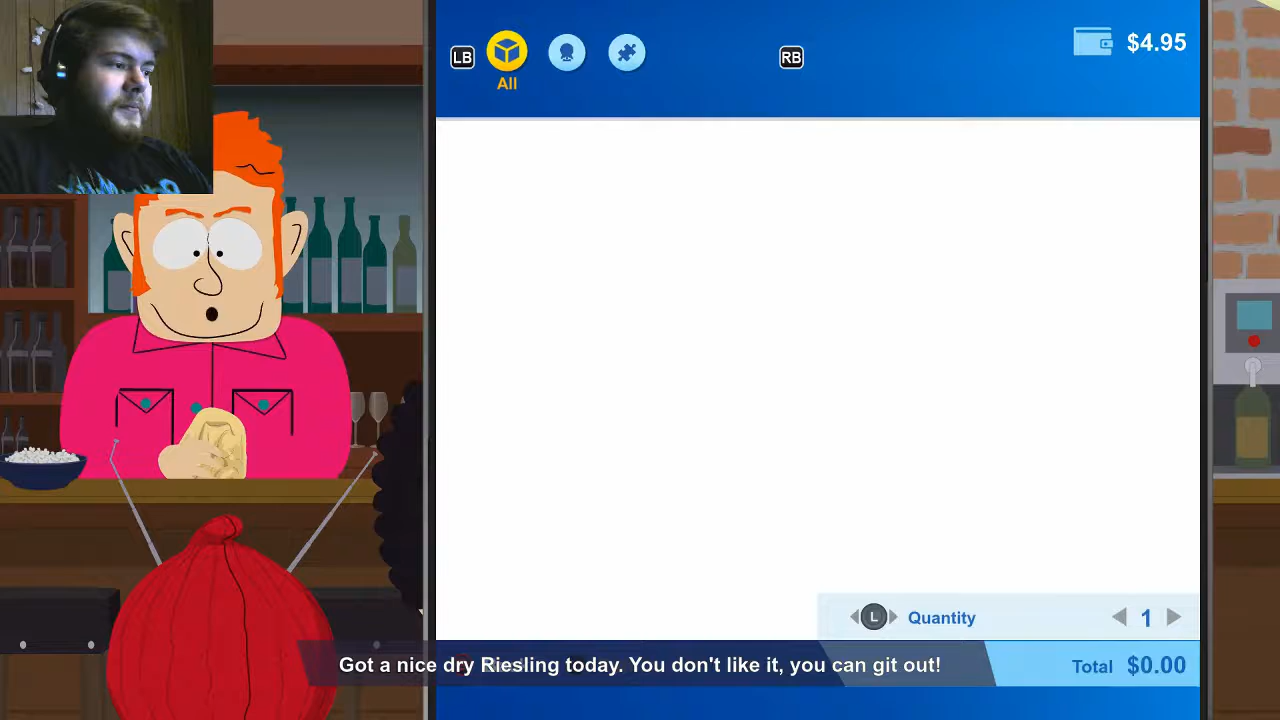 LB
RB
$4.95
All
L Quantity 1
Got a nice dry Riesling today. You don't like it, you can git out!
Total $0.00